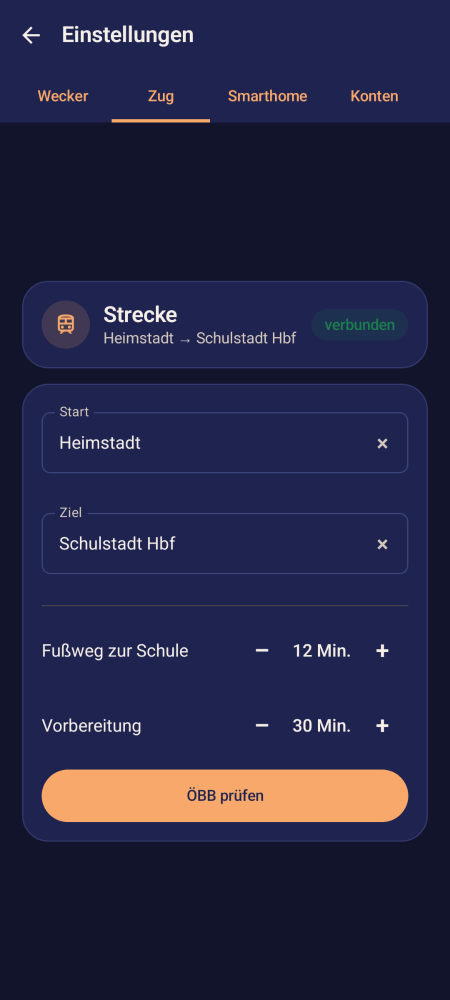 Einstellungen
Wecker Zug Smarthome Konten
Strecke
Heimstadt → Schulstadt Hbf
verbunden
Start
Heimstadt ×
Ziel
Schulstadt Hbf ×
Fußweg zur Schule − 12 Min. +
Vorbereitung − 30 Min. +
ÖBB prüfen